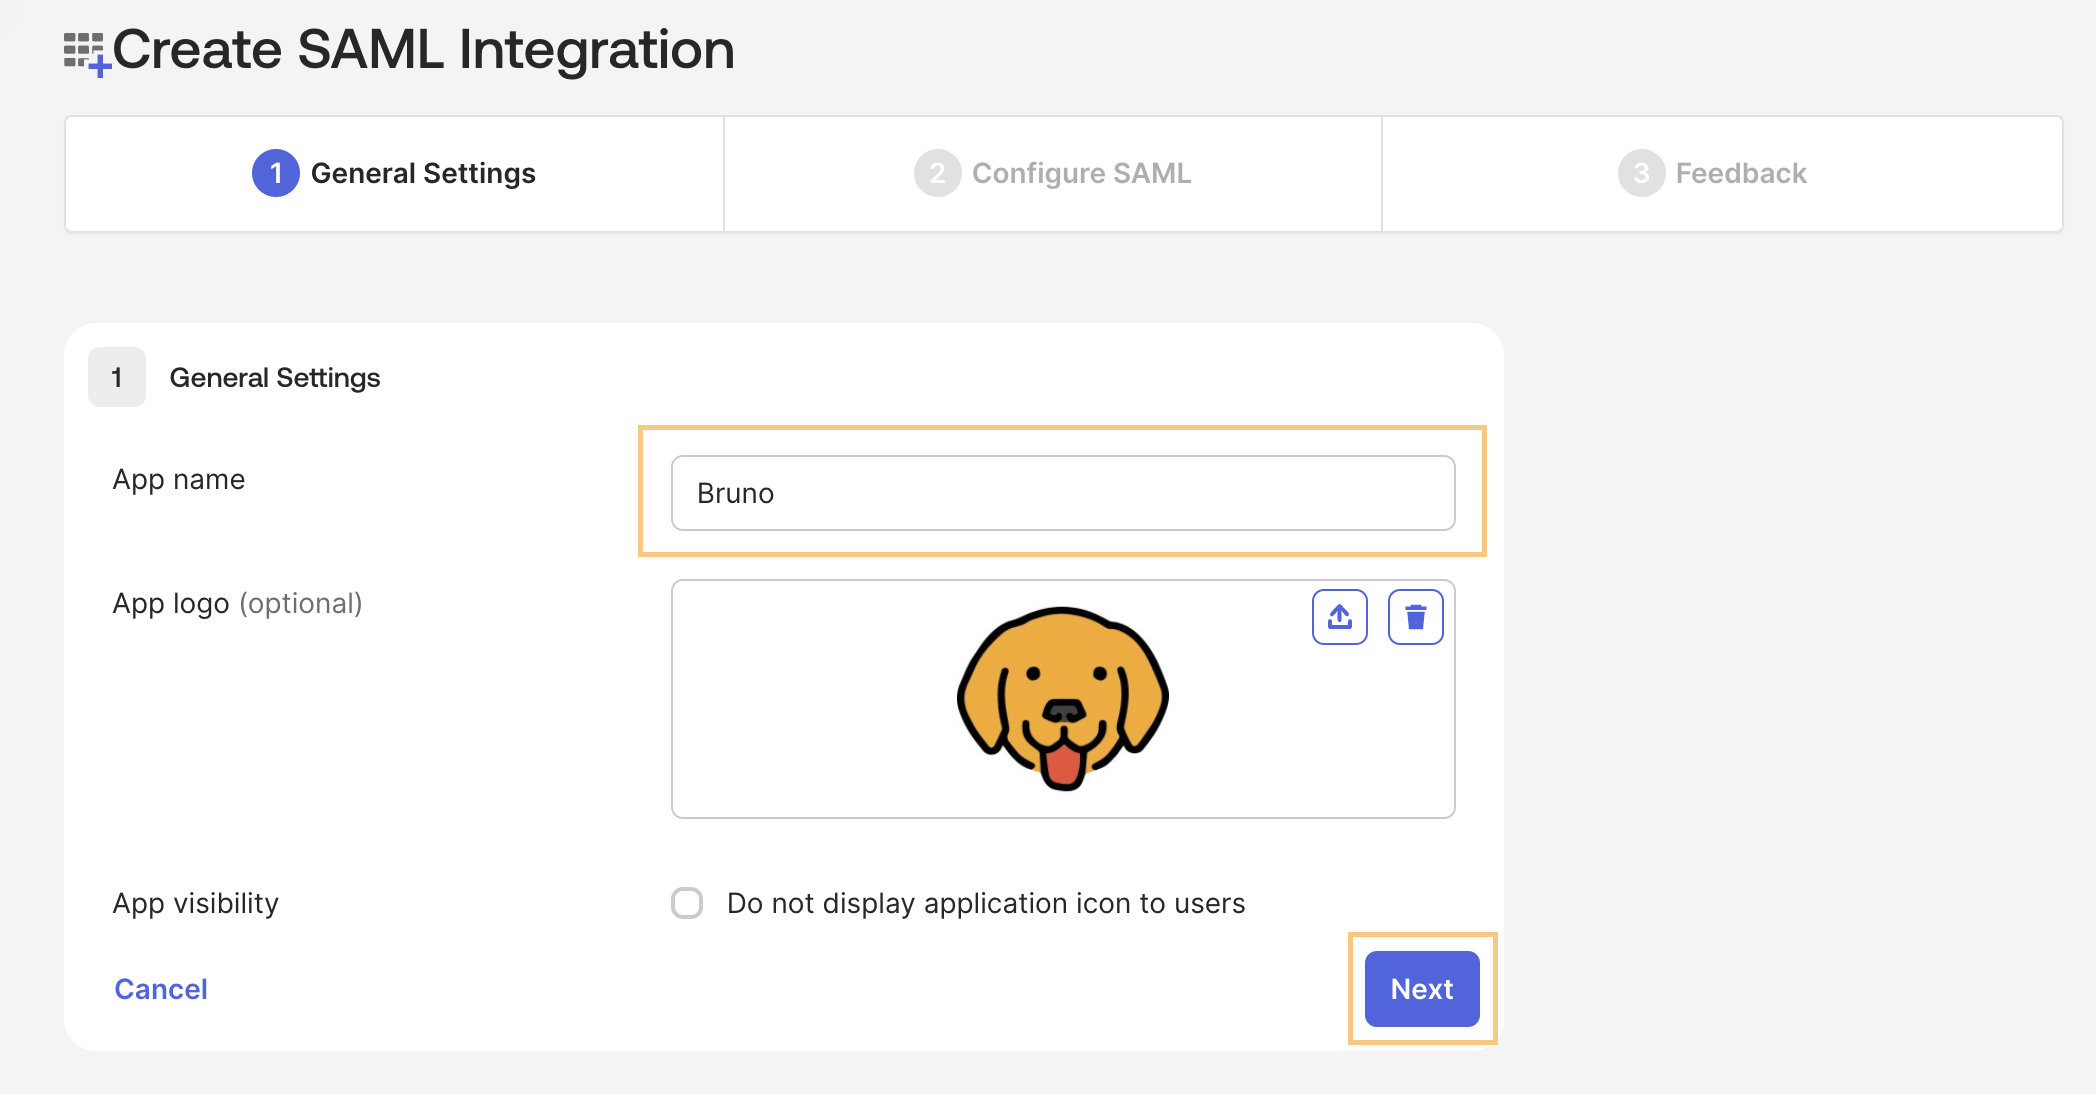 Create SAML Integration
1 General Settings
2 Configure SAML
3 Feedback
1 General Settings
App name
Bruno
App logo (optional)
App visibility
Do not display application icon to users
Cancel
Next